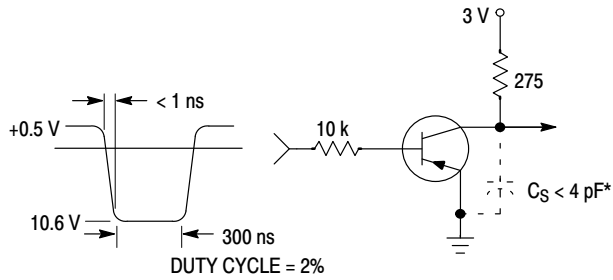 3 V
275
< 1 ns
+0.5 V
10 k
CS < 4 pF*
10.6 V
300 ns
DUTY CYCLE = 2%